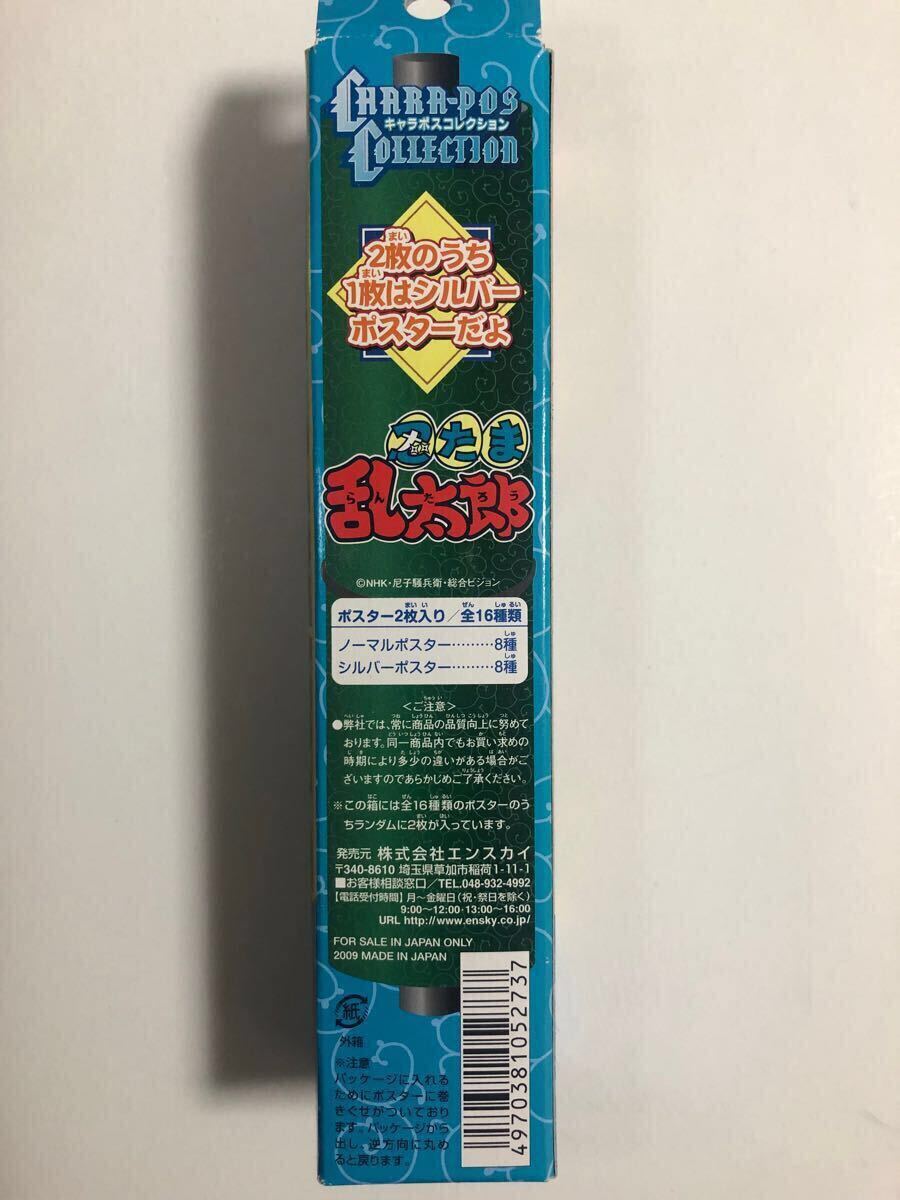 CHARA-POS
キャラポスコレクション
COLLECTION
2枚のうち
1枚はシルバー
ポスターだよ
忍たま
乱太郎
©NHK・尼子騒兵衛・総合ビジョン
ポスター2枚入り/全16種類
ノーマルポスター………8種
シルバーポスター………8種
<ご注意>
●弊社では、常に商品の品質向上に努めて
おります。同一商品内でもお買い求めの
時期により多少の違いがある場合がご
ざいますのであらかじめご了承ください。
※この箱には全16種類のポスターのう
ちランダムに2枚が入っています。
発売元 株式会社エンスカイ
〒340-8610 埼玉県草加市稲荷1-11-1
■お客様相談窓口/TEL.048-932-4992
【電話受付時間】月~金曜日(祝・祭日を除く)
9:00~12:00・13:00~16:00
URL http://www.ensky.co.jp/
FOR SALE IN JAPAN ONLY
2009 MADE IN JAPAN
紙
外箱
※注意
パッケージに入れる
ためにポスターに巻
きぐせがついており
ます。パッケージから
出し、逆方向に丸め
ると戻ります。
4970381052737